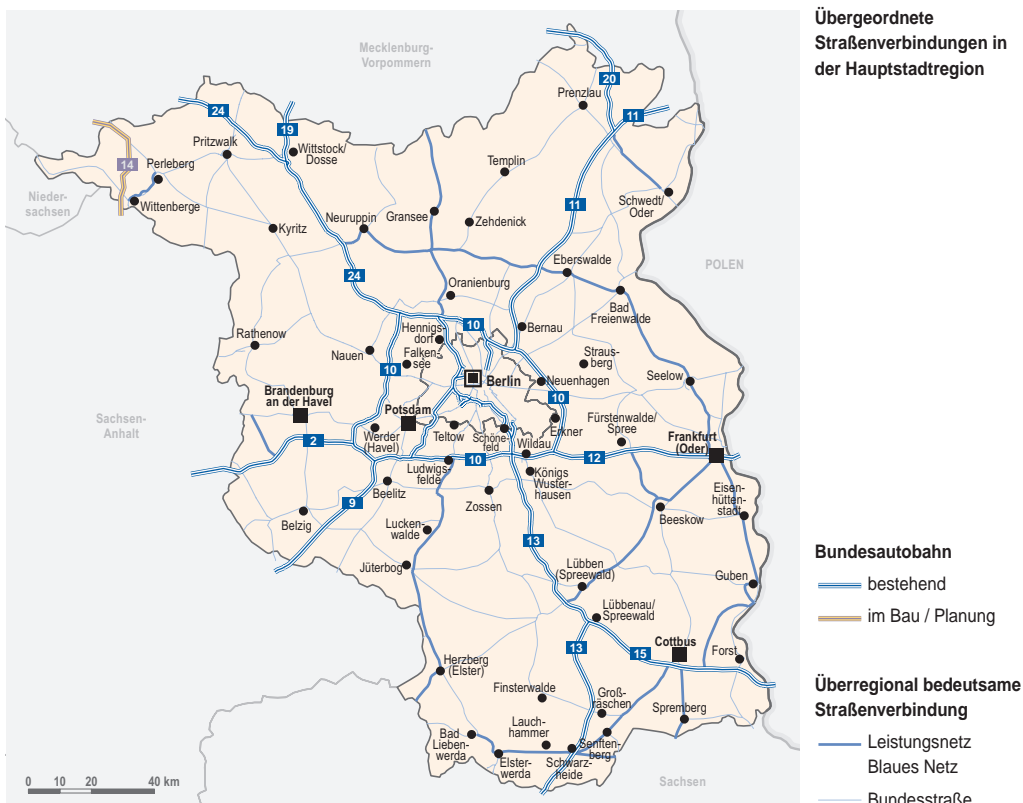 Übergeordnete
Straßenverbindungen in
der Hauptstadtregion
Mecklenburg-
Vorpommern
20
Prenzlau
24
11
19
Pritzwalk
Wittstock/
Dosse
14
Perleberg
Templin
Nieder-
sachsen
Wittenberge
Schwedt/
Oder
11
Neuruppin
Gransee
Zehdenick
Kyritz
POLEN
Eberswalde
24
Oranienburg
Bad
Freienwalde
10
Bernau
Hennigs-
dorf
Rathenow
Nauen
Falken-
see
Straus-
berg
10
Berlin
Neuenhagen
Seelow
Brandenburg
an der Havel
10
Potsdam
Sachsen-
Anhalt
Fürstenwalde/
Spree
Erkner
2
Werder
(Havel)
Teltow
Schöne-
feld
Wildau
Frankfurt
(Oder)
10
12
Ludwigs-
felde
Königs
Wuster-
hausen
Beelitz
Zossen
Eisen-
hütten-
stadt
9
Belzig
Beeskow
Lucken-
walde
13
Jüterbog
Lübben
(Spreewald)
Guben
Lübbenau/
Spreewald
13
15
Cottbus
Forst
Herzberg
(Elster)
Finsterwalde
Groß-
räschen
Spremberg
Bad
Lieben-
werda
Lauch-
hammer
Senften-
berg
Elster-
werda
Schwarz-
heide
Sachsen
0 10 20 40 km
Bundesautobahn
bestehend
im Bau / Planung
Überregional bedeutsame
Straßenverbindung
Leistungsnetz
Blaues Netz
Bundesstraße